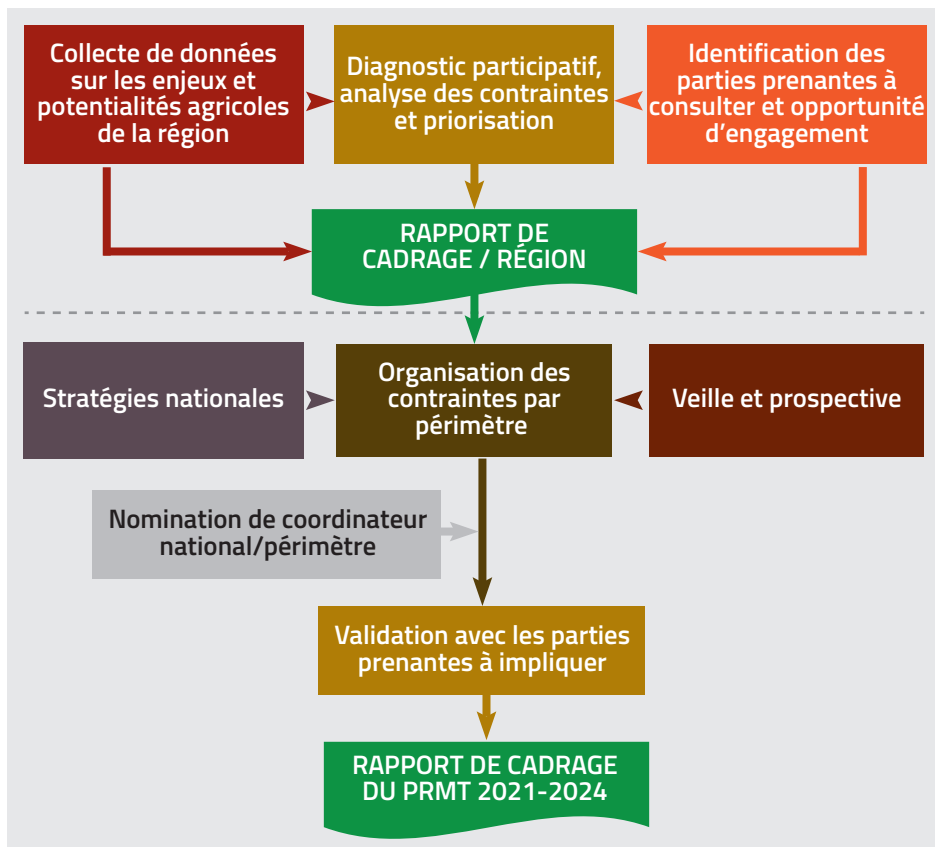 Collecte de données
sur les enjeux et
potentialités agricoles
de la région
Diagnostic participatif,
analyse des contraintes
et priorisation
Identification des
parties prenantes à
consulter et opportunité
d'engagement
RAPPORT DE
CADRAGE / RÉGION
Stratégies nationales
Organisation des
contraintes par
périmètre
Veille et prospective
Nomination de coordinateur
national/périmètre
Validation avec les parties
prenantes à impliquer
RAPPORT DE CADRAGE
DU PRMT 2021-2024